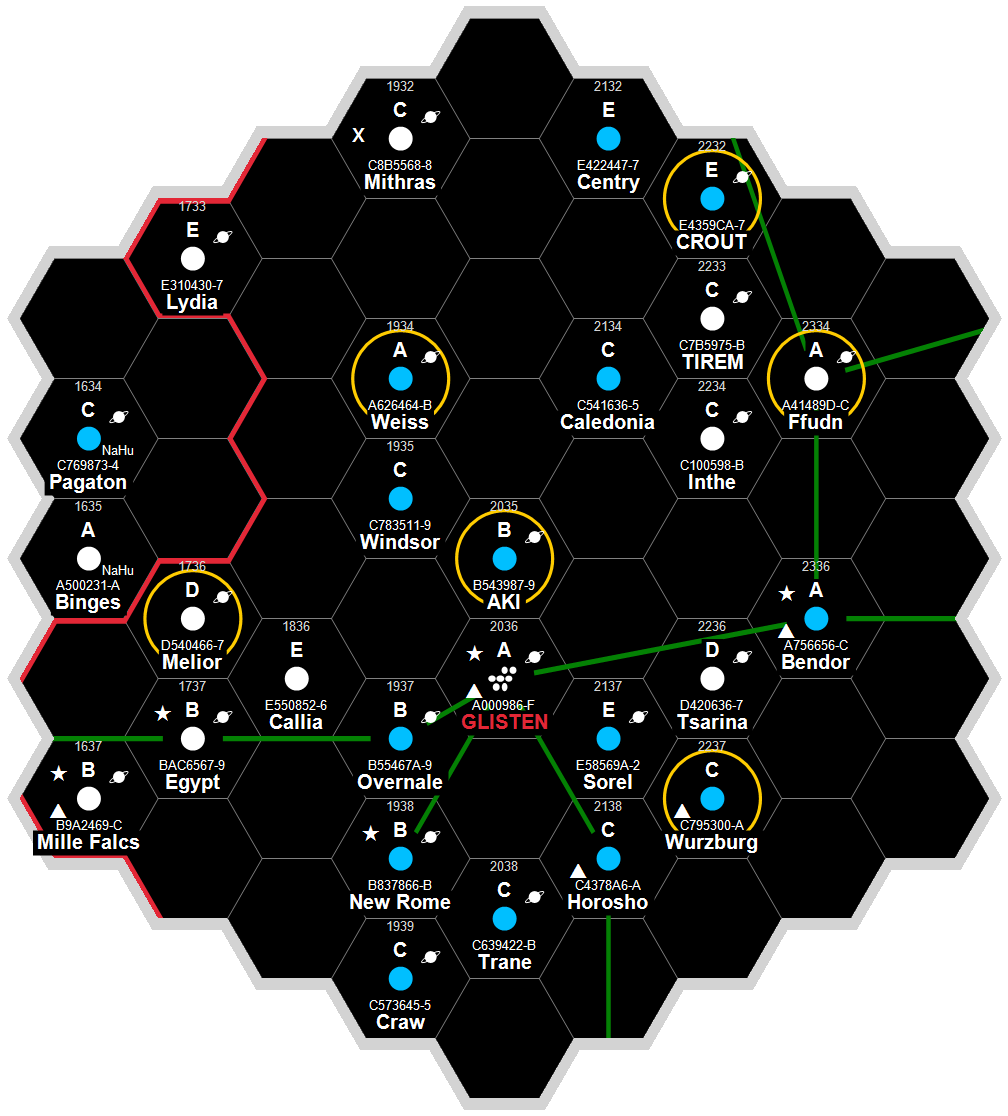 1932
C
X
C8B5568-8
Mithras
2132
E
E422447-7
Centry
2232
E
E4359CA-7
CROUT
1733
E
E310430-7
Lydia
2233
C
C7B5975-B
TIREM
1934
A
A626464-B
Weiss
2134
C
C541636-5
Caledonia
2334
A
A41489D-C
Ffudn
1634
C
NaHu
C769873-4
Pagaton
2234
C
C100598-B
Inthe
1935
C
C783511-9
Windsor
1635
A
NaHu
A500231-A
Binges
2035
B
B543987-9
AKI
1736
D
D540466-7
Melior
2336
A
A756656-C
Bendor
1836
E
E550852-6
Callia
2036
A
A000986-F
GLISTEN
2236
D
D420636-7
Tsarina
1737
B
BAC6567-9
Egypt
1937
B
B55467A-9
Overnale
2137
E
E58569A-2
Sorel
1637
B
B9A2469-C
Mille Falcs
2237
C
C795300-A
Wurzburg
1938
B
B837866-B
New Rome
2138
C
C4378A6-A
Horosho
2038
C
C639422-B
Trane
1939
C
C573645-5
Craw